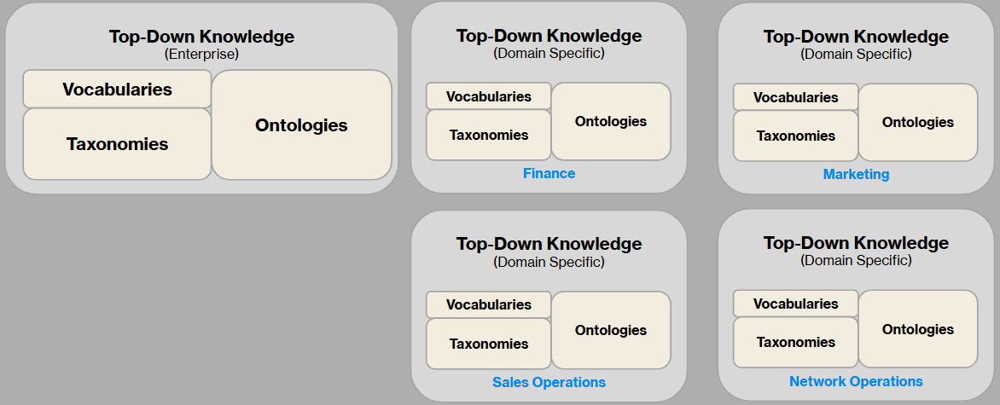 Top-Down Knowledge
(Enterprise)
Vocabularies
Taxonomies
Ontologies
Top-Down Knowledge
(Domain Specific)
Vocabularies
Taxonomies
Ontologies
Finance
Top-Down Knowledge
(Domain Specific)
Vocabularies
Taxonomies
Ontologies
Marketing
Top-Down Knowledge
(Domain Specific)
Vocabularies
Taxonomies
Ontologies
Sales Operations
Top-Down Knowledge
(Domain Specific)
Vocabularies
Taxonomies
Ontologies
Network Operations